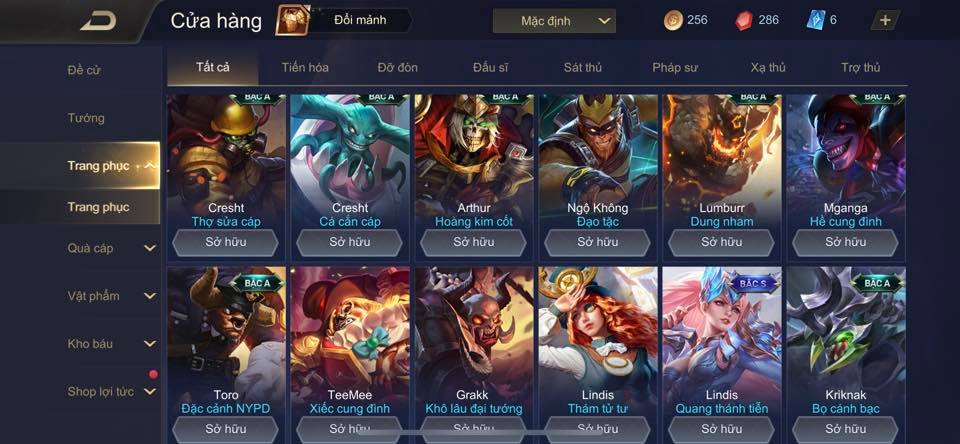 Cửa hàng
Đổi mảnh
Mặc định
256
286
6
+
Đề cử
Tướng
Trang phục
Trang phục
Quà cáp
Vật phẩm
Kho báu
Shop lợi tức
Tất cả
Tiến hóa
Đỡ đòn
Đấu sĩ
Sát thủ
Pháp sư
Xạ thủ
Trợ thủ
BẬC A
BẬC A
BẬC A
BẬC A
BẬC A
Cresht
Cresht
Arthur
Ngộ Không
Lumburr
Mganga
Thợ sửa cáp
Cá cắn cáp
Hoàng kim cốt
Đạo tặc
Dung nham
Hề cung đình
Sở hữu
Sở hữu
Sở hữu
Sở hữu
Sở hữu
Sở hữu
BẬC A
BẬC S
BẬC A
Toro
TeeMee
Grakk
Lindis
Lindis
Kriknak
Đặc cảnh NYPD
Xiếc cung đình
Khô lâu đại tướng
Thám tử tư
Quang thánh tiễn
Bọ cánh bạc
Sở hữu
Sở hữu
Sở hữu
Sở hữu
Sở hữu
Sở hữu